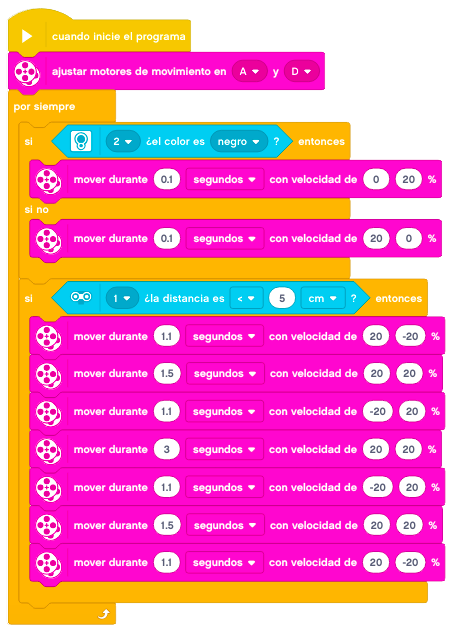 cuando inicie el programa
ajustar motores de movimiento en A y D
por siempre
si 2 ¿el color es negro ? entonces
mover durante 0.1 segundos con velocidad de 0 20 %
si no
mover durante 0.1 segundos con velocidad de 20 0 %
si 1 ¿la distancia es < 5 cm ? entonces
mover durante 1.1 segundos con velocidad de 20 -20 %
mover durante 1.5 segundos con velocidad de 20 20 %
mover durante 1.1 segundos con velocidad de -20 20 %
mover durante 3 segundos con velocidad de 20 20 %
mover durante 1.1 segundos con velocidad de -20 20 %
mover durante 1.5 segundos con velocidad de 20 20 %
mover durante 1.1 segundos con velocidad de 20 -20 %